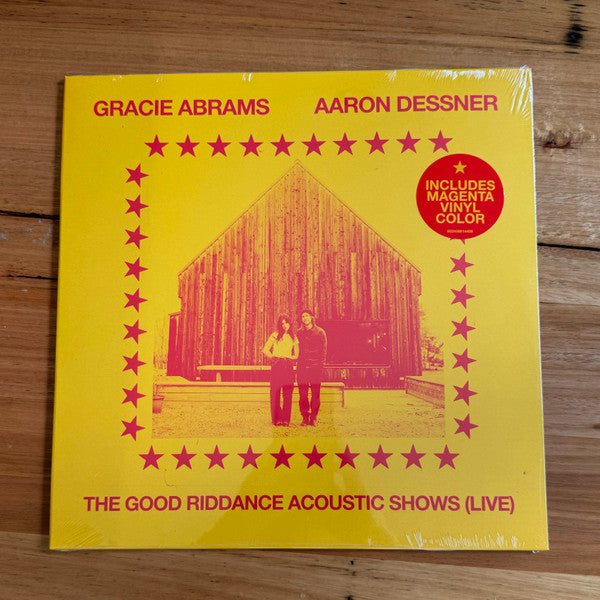 GRACIE ABRAMS AARON DESSNER
INCLUDES
MAGENTA
VINYL
COLOR
THE GOOD RIDDANCE ACOUSTIC SHOWS (LIVE)